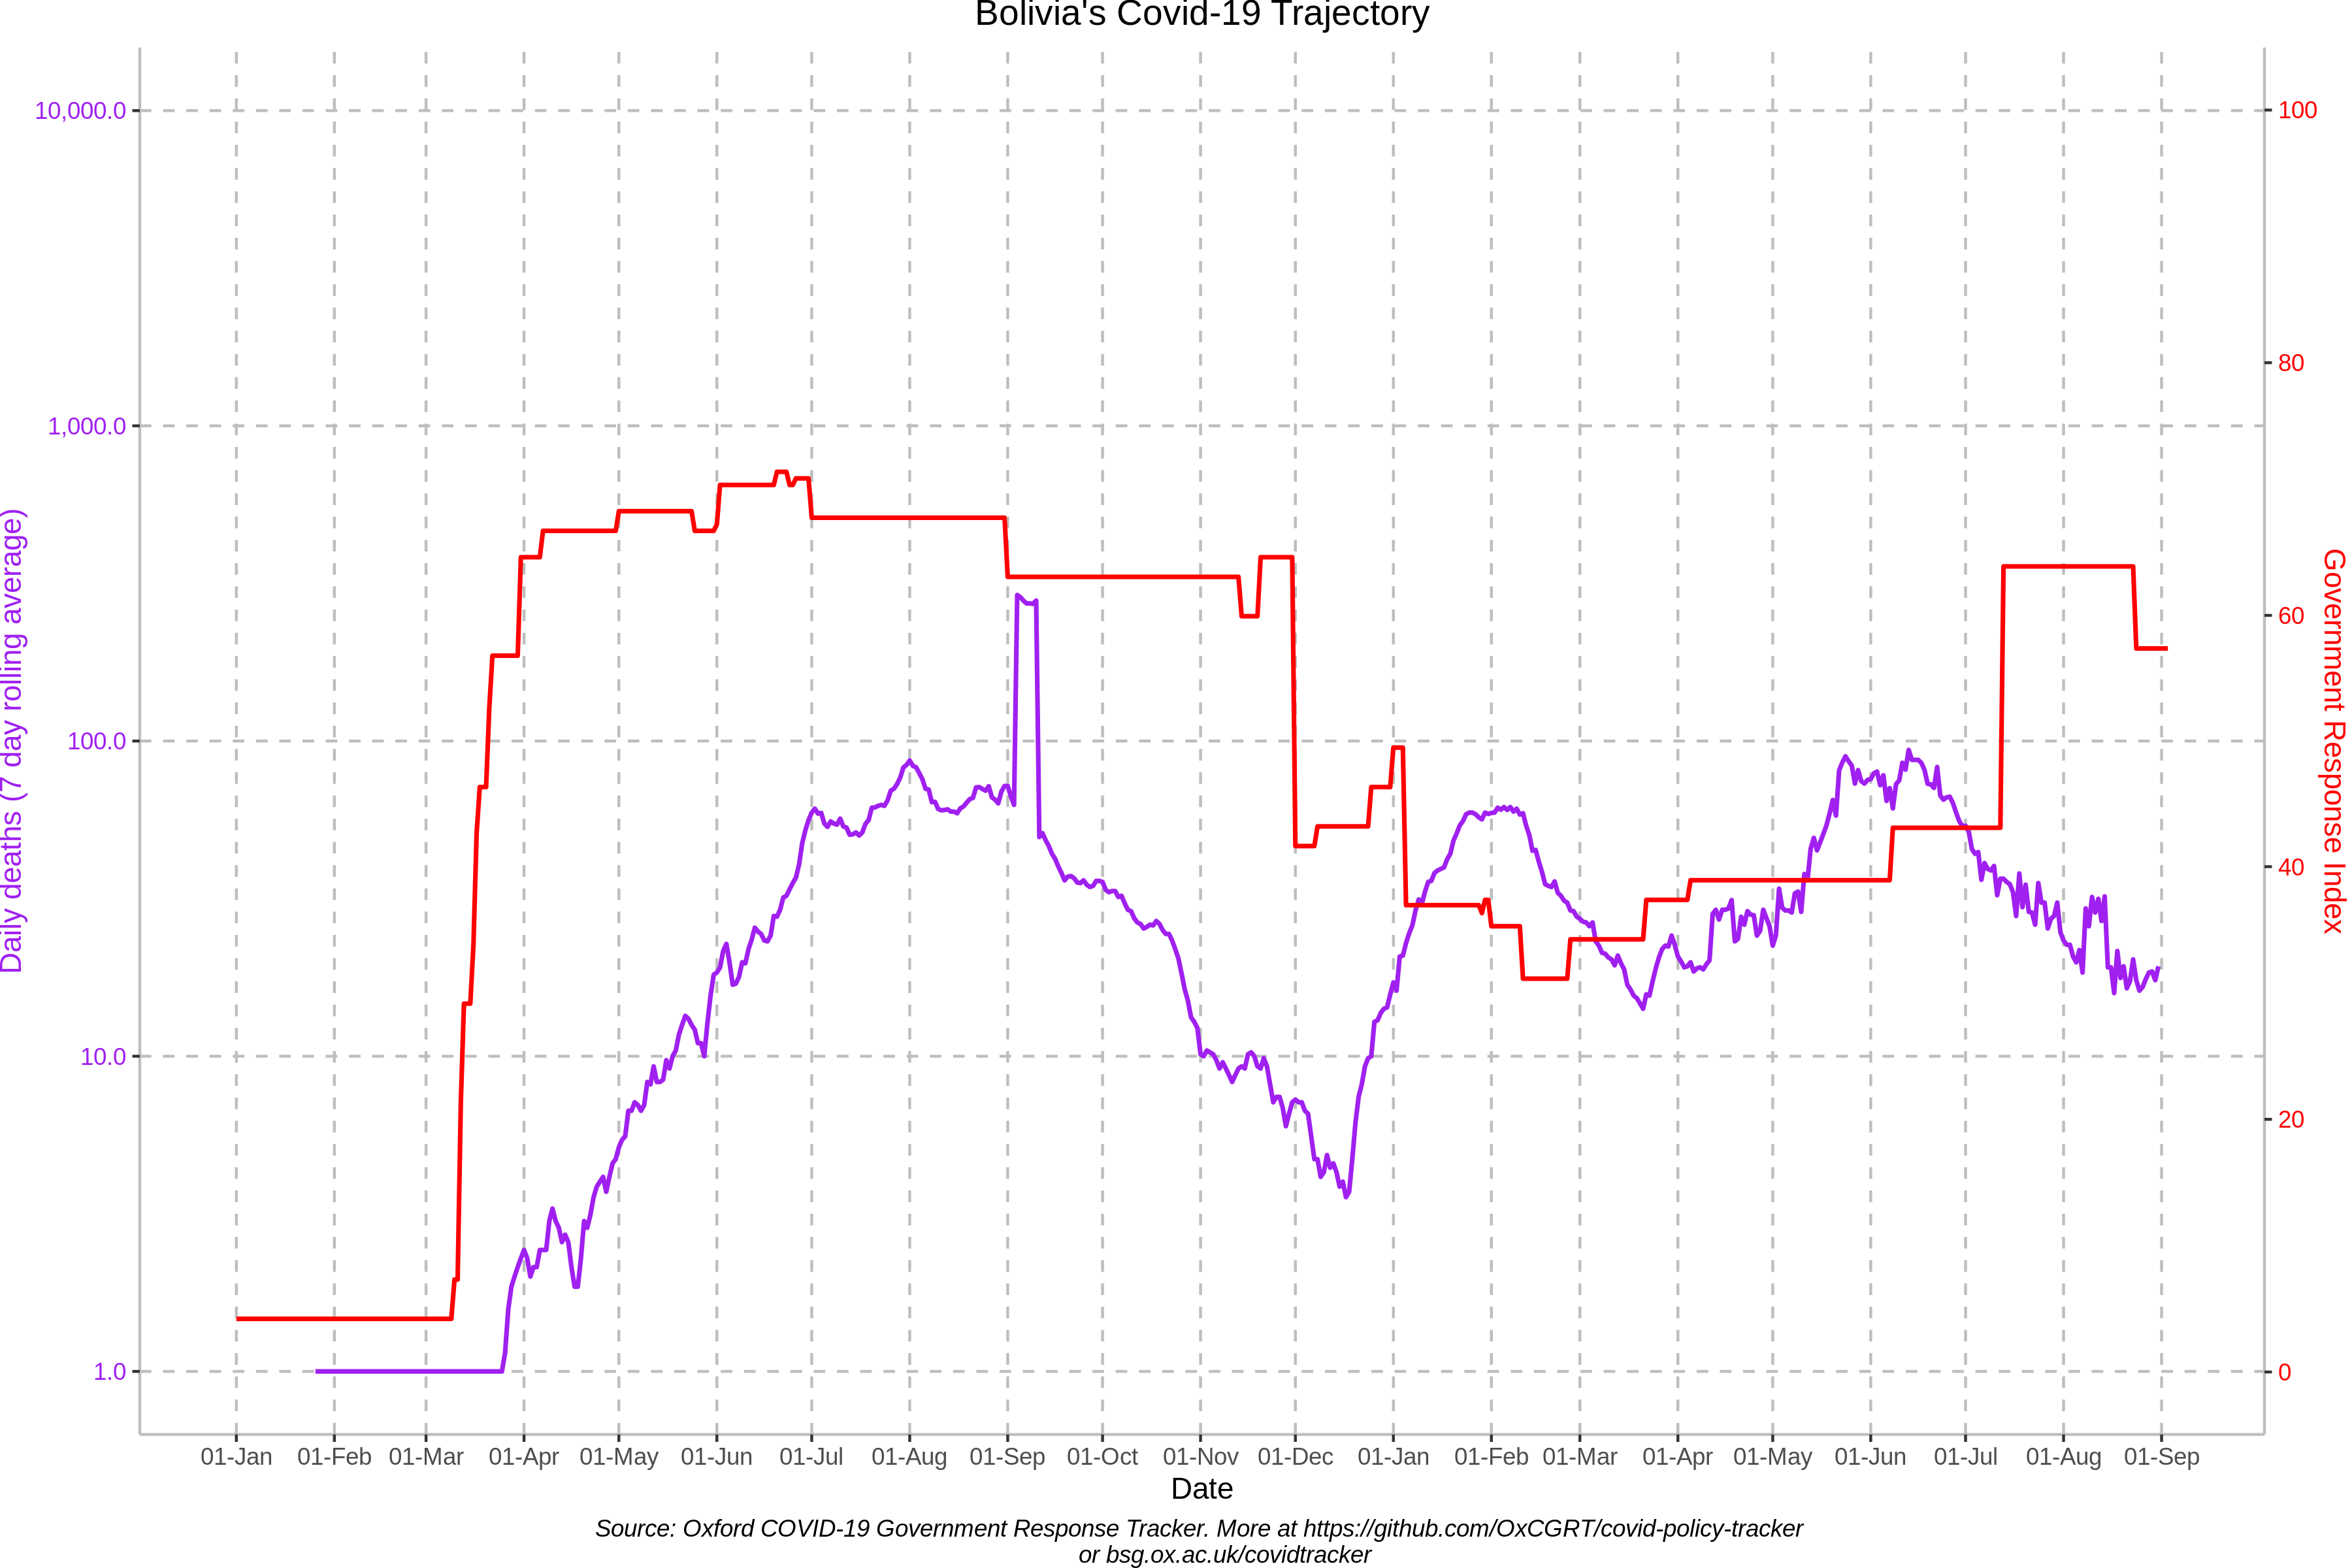 Bolivia's Covid-19 Trajectory
Daily deaths (7 day rolling average)
10,000.0
1,000.0
100.0
10.0
1.0
100
80
60
40
20
0
Government Response Index
01-Jan 01-Feb 01-Mar 01-Apr 01-May 01-Jun 01-Jul 01-Aug 01-Sep 01-Oct 01-Nov 01-Dec 01-Jan 01-Feb 01-Mar 01-Apr 01-May 01-Jun 01-Jul 01-Aug 01-Sep
Date
Source: Oxford COVID-19 Government Response Tracker. More at https://github.com/OxCGRT/covid-policy-tracker
or bsg.ox.ac.uk/covidtracker